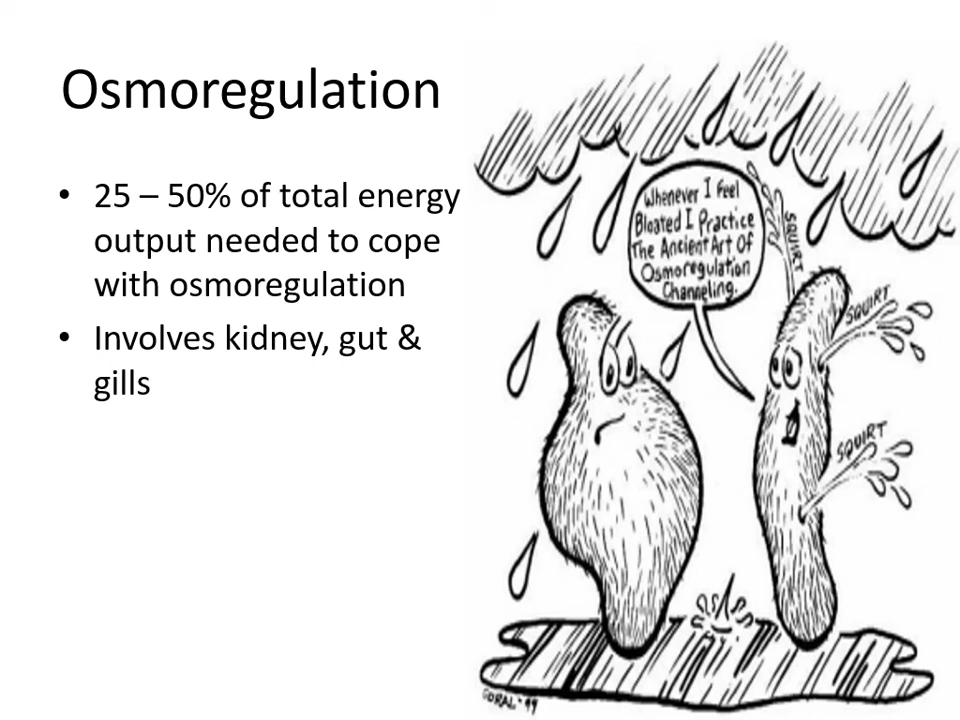 Osmoregulation
• 25 – 50% of total energy
output needed to cope
with osmoregulation
• Involves kidney, gut &
gills
Whenever I Feel
Bloated I Practice
The Ancient Art Of
Osmoregulation
Channeling.
SQUIRT
SQUIRT
SQUIRT
CORAL '99